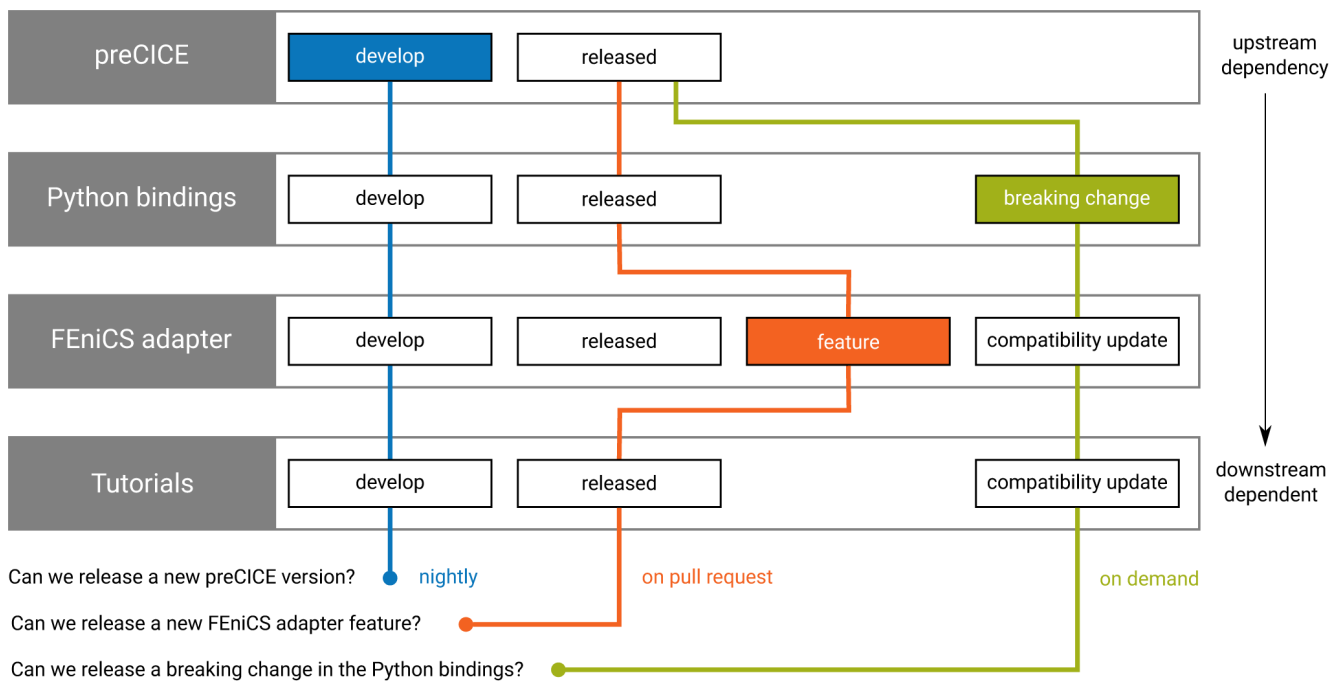 preCICE
develop
released
upstream
dependency
Python bindings
develop
released
breaking change
FEniCS adapter
develop
released
feature
compatibility update
Tutorials
develop
released
compatibility update
downstream
dependent
Can we release a new preCICE version?
nightly
on pull request
on demand
Can we release a new FEniCS adapter feature?
Can we release a breaking change in the Python bindings?